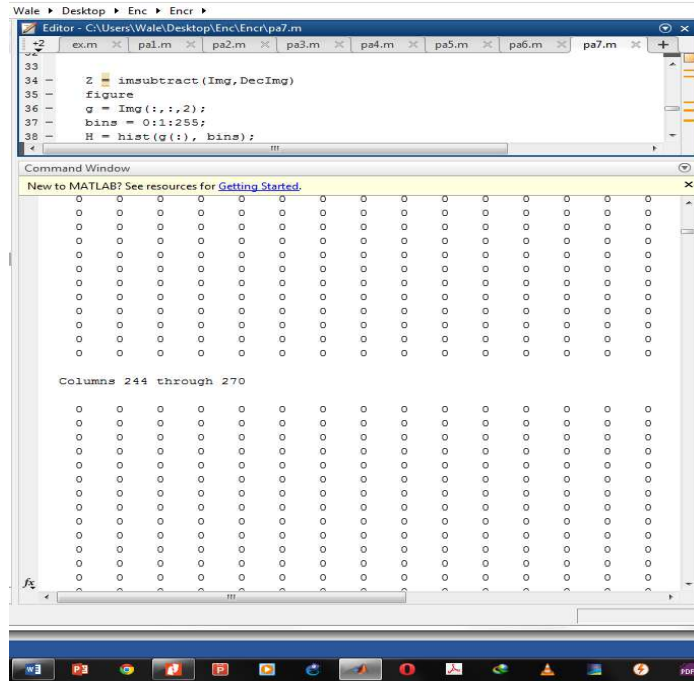 Wale ▸ Desktop ▸ Enc ▸ Encr ▸
Editor - C:\Users\Wale\Desktop\Enc\Encr\pa7.m
+2 ex.m pa1.m pa2.m pa3.m pa4.m pa5.m pa6.m pa7.m +
33
34 - Z = imsubtract(Img,DecImg)
35 - figure
36 - g = Img(:,:,2);
37 - bins = 0:1:255;
38 - H = hist(g(:), bins);
Command Window
New to MATLAB? See resources for Getting Started.
0 0 0 0 0 0 0 0 0 0 0 0 0 0 0
0 0 0 0 0 0 0 0 0 0 0 0 0 0 0
0 0 0 0 0 0 0 0 0 0 0 0 0 0 0
0 0 0 0 0 0 0 0 0 0 0 0 0 0 0
0 0 0 0 0 0 0 0 0 0 0 0 0 0 0
0 0 0 0 0 0 0 0 0 0 0 0 0 0 0
0 0 0 0 0 0 0 0 0 0 0 0 0 0 0
0 0 0 0 0 0 0 0 0 0 0 0 0 0 0
0 0 0 0 0 0 0 0 0 0 0 0 0 0 0
0 0 0 0 0 0 0 0 0 0 0 0 0 0 0
0 0 0 0 0 0 0 0 0 0 0 0 0 0 0
0 0 0 0 0 0 0 0 0 0 0 0 0 0 0
Columns 244 through 270
0 0 0 0 0 0 0 0 0 0 0 0 0 0 0
0 0 0 0 0 0 0 0 0 0 0 0 0 0 0
0 0 0 0 0 0 0 0 0 0 0 0 0 0 0
0 0 0 0 0 0 0 0 0 0 0 0 0 0 0
0 0 0 0 0 0 0 0 0 0 0 0 0 0 0
0 0 0 0 0 0 0 0 0 0 0 0 0 0 0
0 0 0 0 0 0 0 0 0 0 0 0 0 0 0
0 0 0 0 0 0 0 0 0 0 0 0 0 0 0
0 0 0 0 0 0 0 0 0 0 0 0 0 0 0
0 0 0 0 0 0 0 0 0 0 0 0 0 0 0
0 0 0 0 0 0 0 0 0 0 0 0 0 0 0
0 0 0 0 0 0 0 0 0 0 0 0 0 0 0
fx 0 0 0 0 0 0 0 0 0 0 0 0 0 0 0
PDF